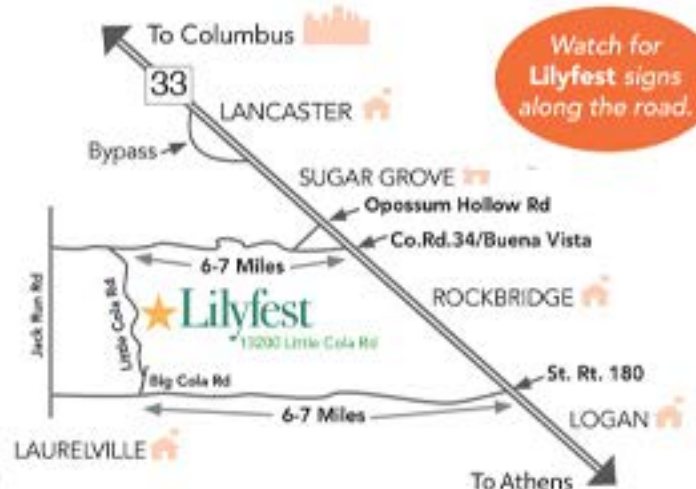 To Columbus
Watch for
Lilyfest signs
along the road.
33
LANCASTER
Bypass
SUGAR GROVE
Opossum Hollow Rd
Co.Rd.34/Buena Vista
6-7 Miles
Jack Run Rd
Little Cola Rd
Lilyfest
13200 Little Cola Rd
ROCKBRIDGE
Big Cola Rd
St. Rt. 180
6-7 Miles
LOGAN
LAURELVILLE
To Athens